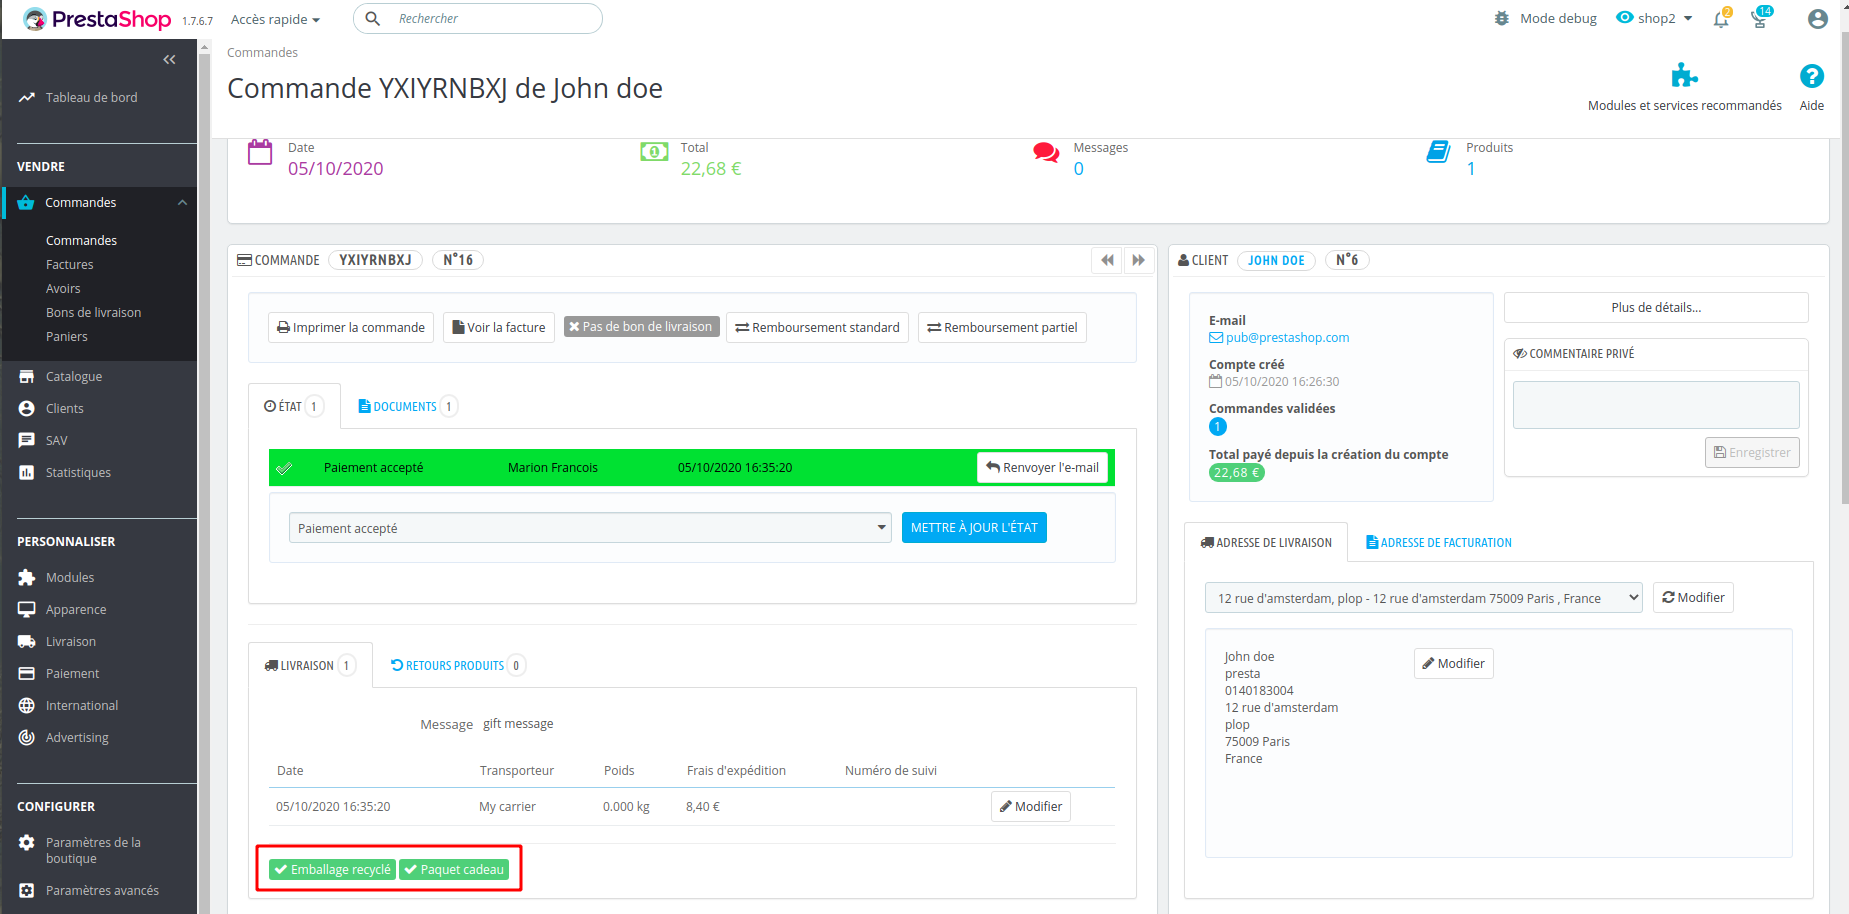 PrestaShop 1.7.6.7 Accès rapide Rechercher Mode debug shop2 2 14
Commandes
Commande YXIYRNBXJ de John doe
Modules et services recommandés Aide
Tableau de bord
VENDRE
Commandes
Commandes
Factures
Avoirs
Bons de livraison
Paniers
Catalogue
Clients
SAV
Statistiques
PERSONNALISER
Modules
Apparence
Livraison
Paiement
International
Advertising
CONFIGURER
Paramètres de la
boutique
Paramètres avancés
Date
05/10/2020
Total
22,68 €
Messages
0
Produits
1
COMMANDE YXIYRNBXJ N°16
Imprimer la commande Voir la facture Pas de bon de livraison Remboursement standard Remboursement partiel
ÉTAT 1 DOCUMENTS 1
Paiement accepté Marion Francois 05/10/2020 16:35:20 Renvoyer l'e-mail
Paiement accepté METTRE À JOUR L'ÉTAT
LIVRAISON 1 RETOURS PRODUITS 0
Message gift message
Date Transporteur Poids Frais d'expédition Numéro de suivi
05/10/2020 16:35:20 My carrier 0.000 kg 8,40 € Modifier
Emballage recyclé Paquet cadeau
CLIENT JOHN DOE N°6
E-mail
pub@prestashop.com
Compte créé
05/10/2020 16:26:30
Commandes validées
1
Total payé depuis la création du compte
22,68 €
Plus de détails...
COMMENTAIRE PRIVÉ
Enregistrer
ADRESSE DE LIVRAISON ADRESSE DE FACTURATION
12 rue d'amsterdam, plop - 12 rue d'amsterdam 75009 Paris , France Modifier
John doe
presta
0140183004
12 rue d'amsterdam
plop
75009 Paris
France
Modifier